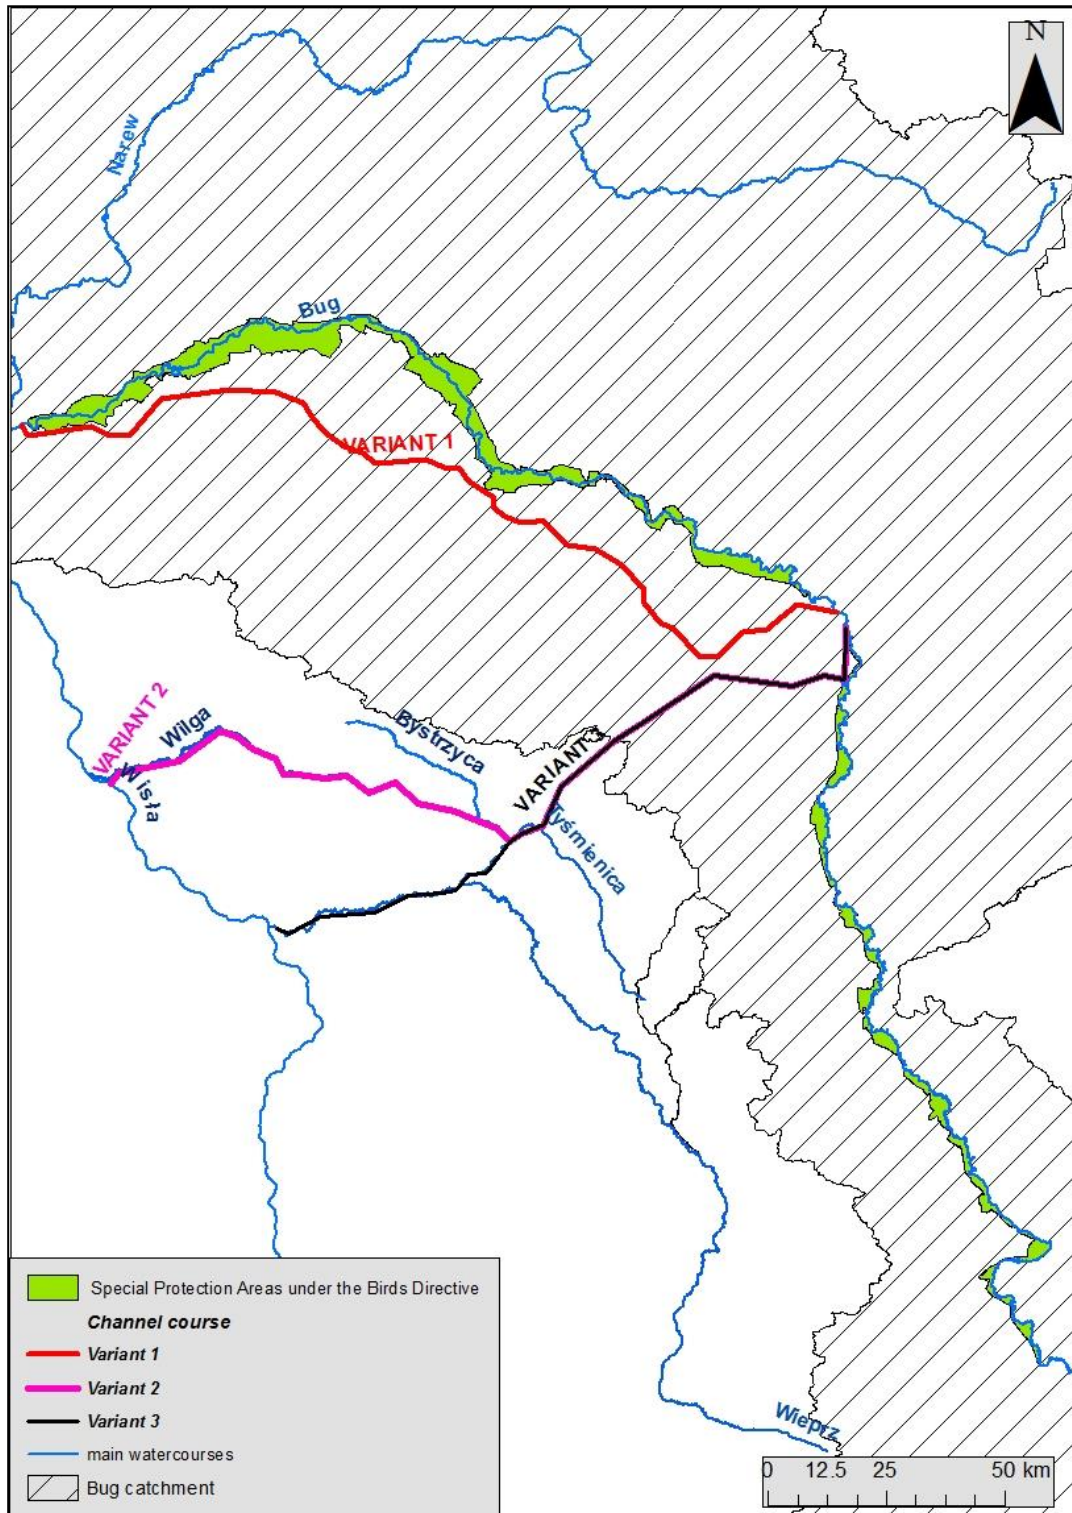 N
Narew
Bug
VARIANT 1
VARIANT 2
Wilga
Wisła
Bystrzyca
VARIANT 3
Tyśmienica
Wieprz
Special Protection Areas under the Birds Directive
Channel course
Variant 1
Variant 2
Variant 3
main watercourses
Bug catchment
0 12.5 25 50 km